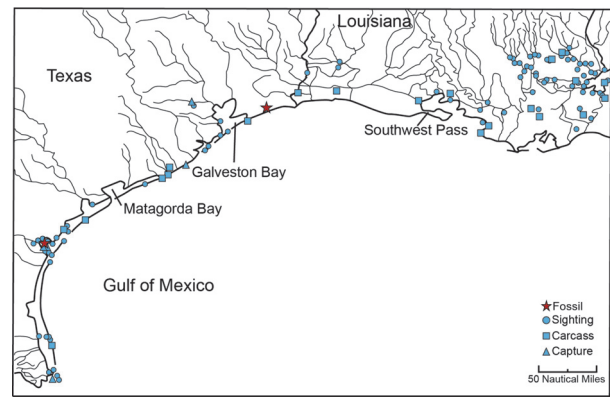 Louisiana
Texas
Southwest Pass
Galveston Bay
Matagorda Bay
Gulf of Mexico
Fossil
Sighting
Carcass
Capture
50 Nautical Miles